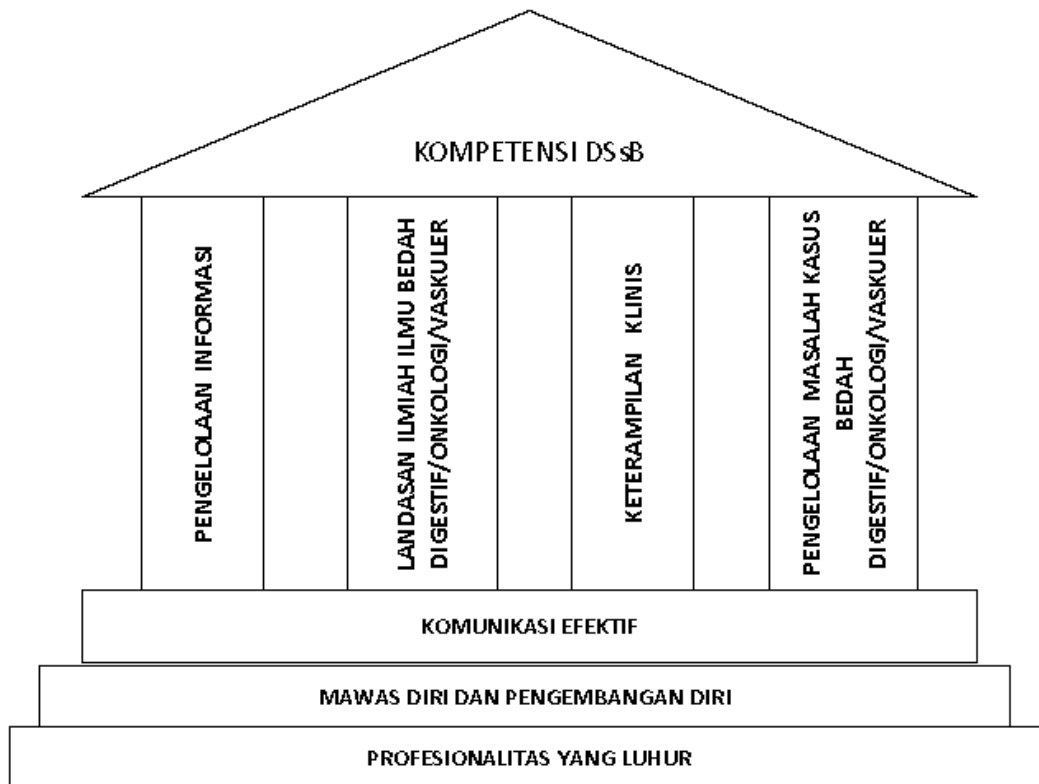 KOMPETENSI DSsB
PENGELOLAAN INFORMASI
LANDASAN ILMIAH ILMU BEDAH
DIGESTIF/ONKOLOGI/VASKULER
KETERAMPILAN KLINIS
PENGELOLAAN MASALAH KASUS
BEDAH
DIGESTIF/ONKOLOGI/VASKULER
KOMUNIKASI EFEKTIF
MAWAS DIRI DAN PENGEMBANGAN DIRI
PROFESIONALITAS YANG LUHUR